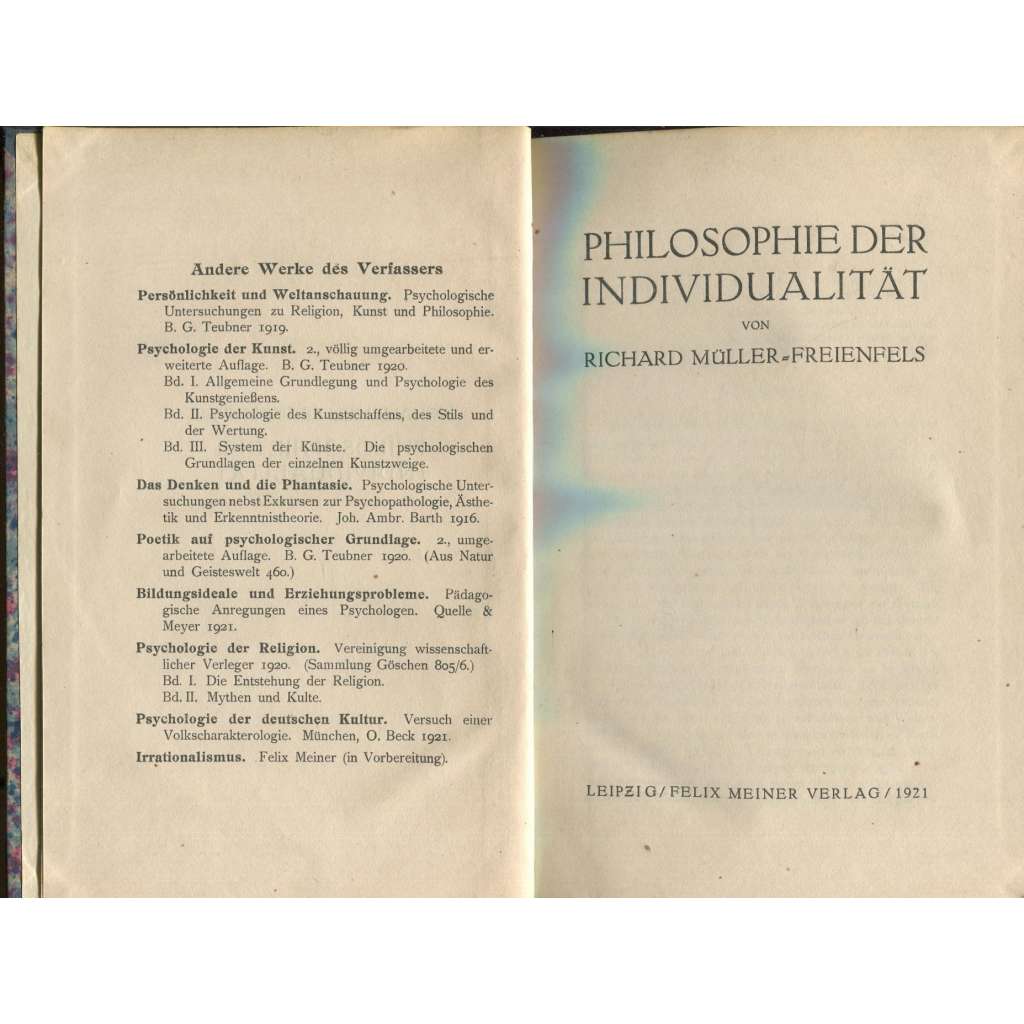 Andere Werke des Verfassers
Persönlichkeit und Weltanschauung. Psychologische
Untersuchungen zu Religion, Kunst und Philosophie.
B. G. Teubner 1919.
Psychologie der Kunst. 2., völlig umgearbeitete und er-
weiterte Auflage. B. G. Teubner 1920.
Bd. I. Allgemeine Grundlegung und Psychologie des
Kunstgenießens.
Bd. II. Psychologie des Kunstschaffens, des Stils und
der Wertung.
Bd. III. System der Künste. Die psychologischen
Grundlagen der einzelnen Kunstzweige.
Das Denken und die Phantasie. Psychologische Unter-
suchungen nebst Exkursen zur Psychopathologie, Ästhe-
tik und Erkenntnistheorie. Joh. Ambr. Barth 1916.
Poetik auf psychologischer Grundlage. 2., umge-
arbeitete Auflage. B. G. Teubner 1920. (Aus Natur
und Geisteswelt 460.)
Bildungsideale und Erziehungsprobleme. Pädago-
gische Anregungen eines Psychologen. Quelle &
Meyer 1921.
Psychologie der Religion. Vereinigung wissenschaft-
licher Verleger 1920. (Sammlung Göschen 805/6.)
Bd. I. Die Entstehung der Religion.
Bd. II. Mythen und Kulte.
Psychologie der deutschen Kultur. Versuch einer
Volkscharakterologie. München, O. Beck 1921.
Irrationalismus. Felix Meiner (in Vorbereitung).
PHILOSOPHIE DER
INDIVIDUALITÄT
VON
RICHARD MÜLLER-FREIENFELS
LEIPZIG / FELIX MEINER VERLAG / 1921